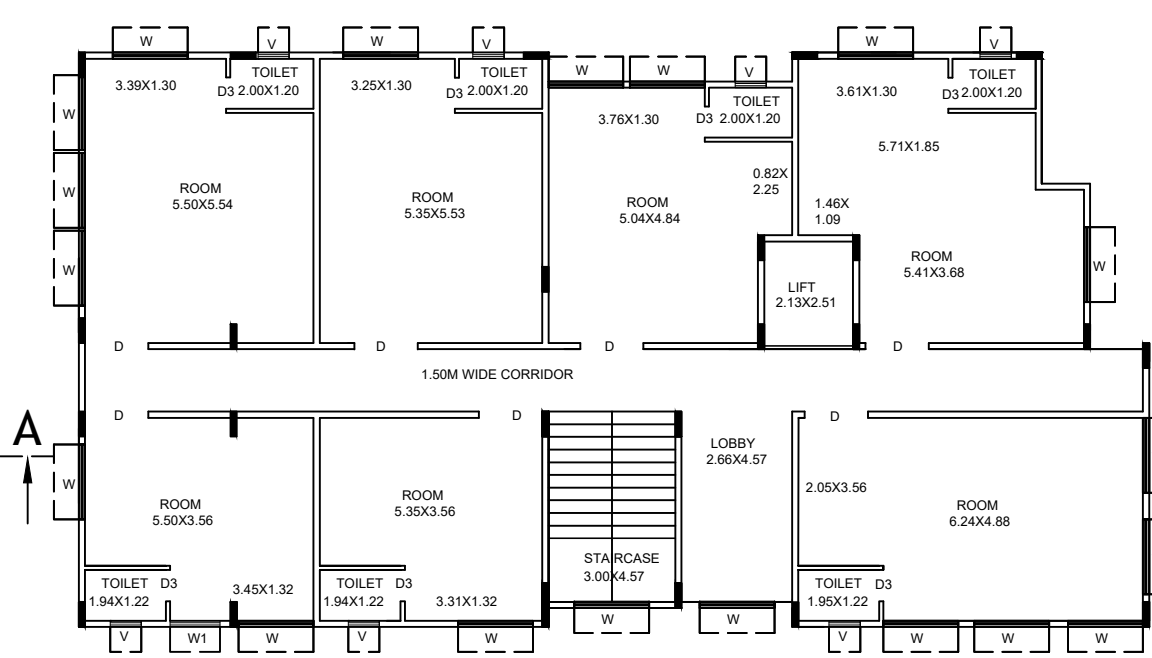 W
V
W
V
W
W
V
W
V
3.39X1.30
TOILET
D3 2.00X1.20
3.25X1.30
TOILET
D3 2.00X1.20
3.76X1.30
TOILET
D3 2.00X1.20
3.61X1.30
TOILET
D3 2.00X1.20
W
W
W
5.71X1.85
ROOM
5.50X5.54
ROOM
5.35X5.53
ROOM
5.04X4.84
0.82X
2.25
1.46X
1.09
ROOM
5.41X3.68
W
LIFT
2.13X2.51
D
D
D
D
1.50M WIDE CORRIDOR
D
D
D
A
W
ROOM
5.50X3.56
ROOM
5.35X3.56
LOBBY
2.66X4.57
2.05X3.56
ROOM
6.24X4.88
STAIRCASE
3.00X4.57
TOILET D3
1.94X1.22
3.45X1.32
TOILET D3
1.94X1.22
3.31X1.32
TOILET D3
1.95X1.22
W
W
V
W1
W
V
W
V
W
W
W